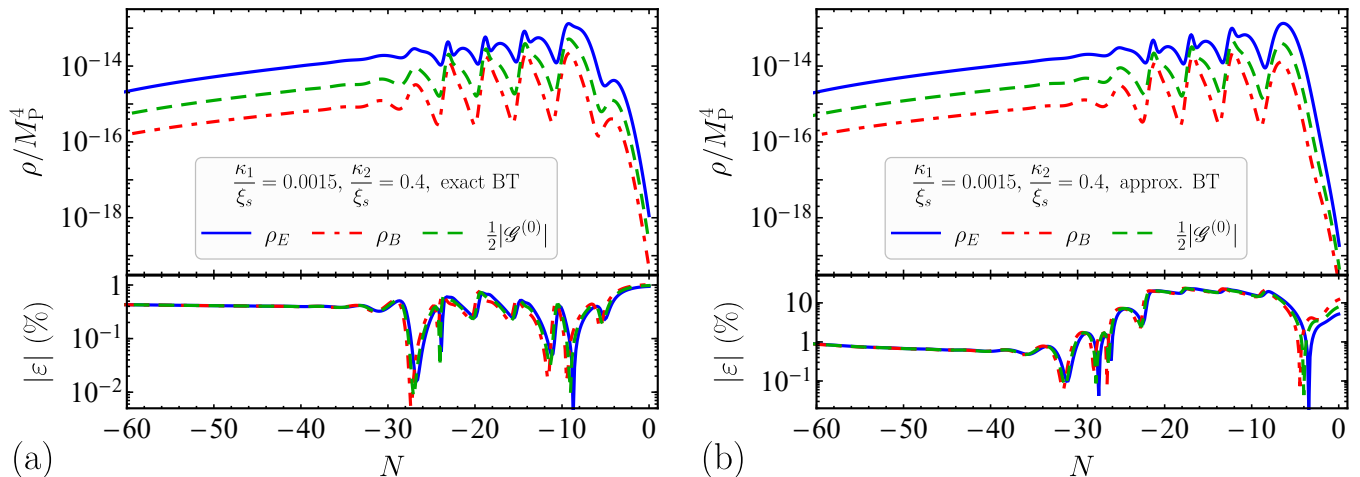 ρ/M_P^4
10^{-14}
10^{-16}
10^{-18}
κ_1/ξ_s = 0.0015, κ_2/ξ_s = 0.4, exact BT
ρ_E ρ_B ½|𝒢^{(0)}|
|ε| (%)
1
10^{-1}
10^{-2}
−60 −50 −40 −30 −20 −10 0
N
(a)
ρ/M_P^4
10^{-14}
10^{-16}
10^{-18}
κ_1/ξ_s = 0.0015, κ_2/ξ_s = 0.4, approx. BT
ρ_E ρ_B ½|𝒢^{(0)}|
|ε| (%)
10
1
10^{-1}
−60 −50 −40 −30 −20 −10 0
N
(b)